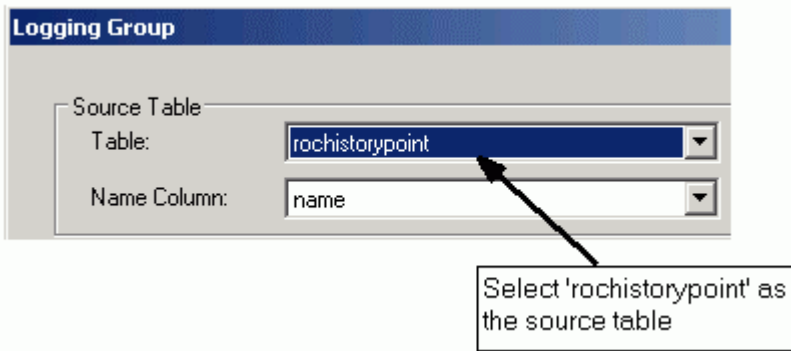 Logging Group
Source Table
Table:
rochistorypoint
Name Column:
name
Select 'rochistorypoint' as
the source table